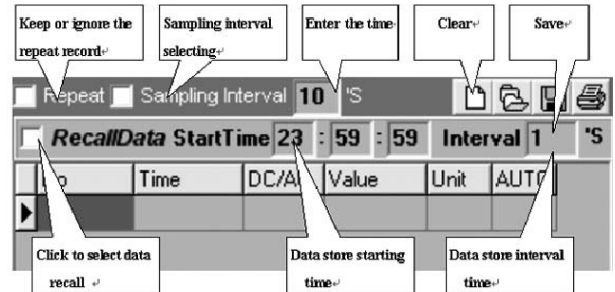 Keep or ignore the
repeat record
Sampling interval
selecting
Enter the time
Clear
Save
Repeat Sampling Interval 10 'S
RecallData StartTime 23 : 59 : 59 Interval 1 'S
Time DC/A Value Unit AUTO
Click to select data
recall
Data store starting
time
Data store interval
time